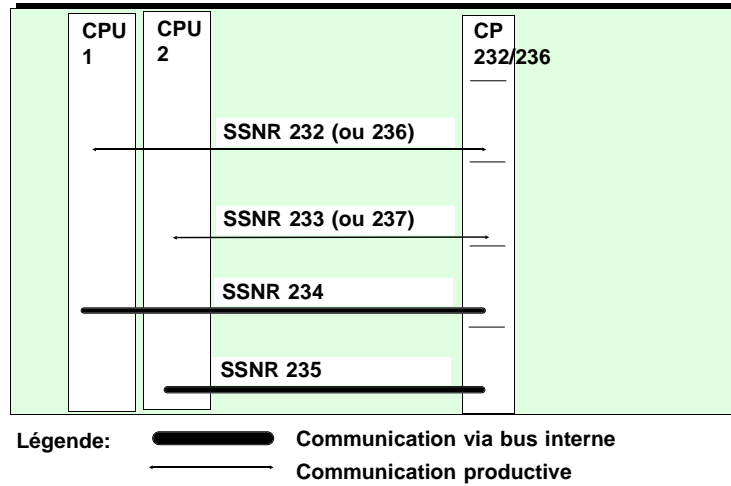 CPU
1
CPU
2
CP
232/236
SSNR 232 (ou 236)
SSNR 233 (ou 237)
SSNR 234
SSNR 235
Légende:
Communication via bus interne
Communication productive